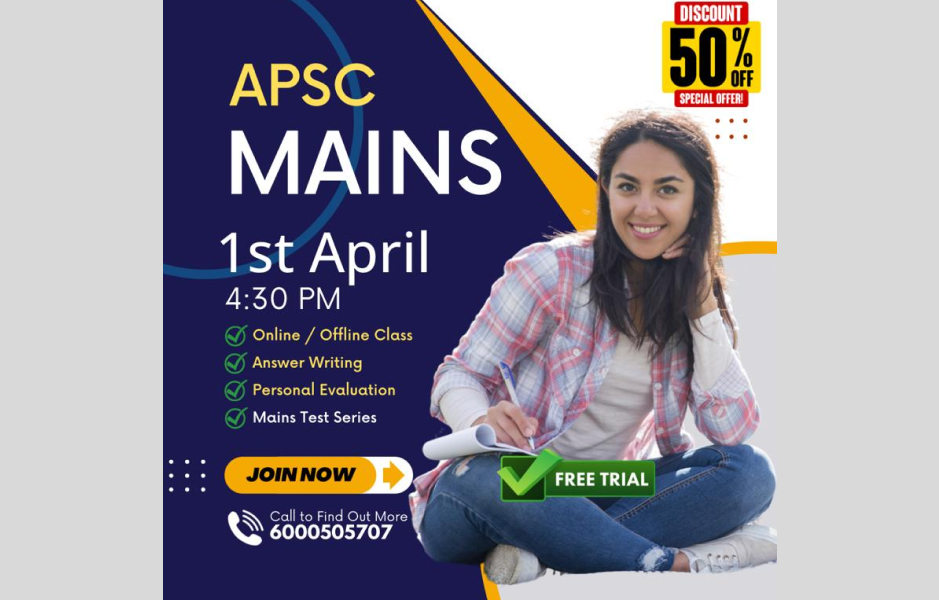 DISCOUNT
50%
OFF
SPECIAL OFFER!
APSC
MAINS
1st April
4:30 PM
Online / Offline Class
Answer Writing
Personal Evaluation
Mains Test Series
JOIN NOW
FREE TRIAL
Call to Find Out More
6000505707